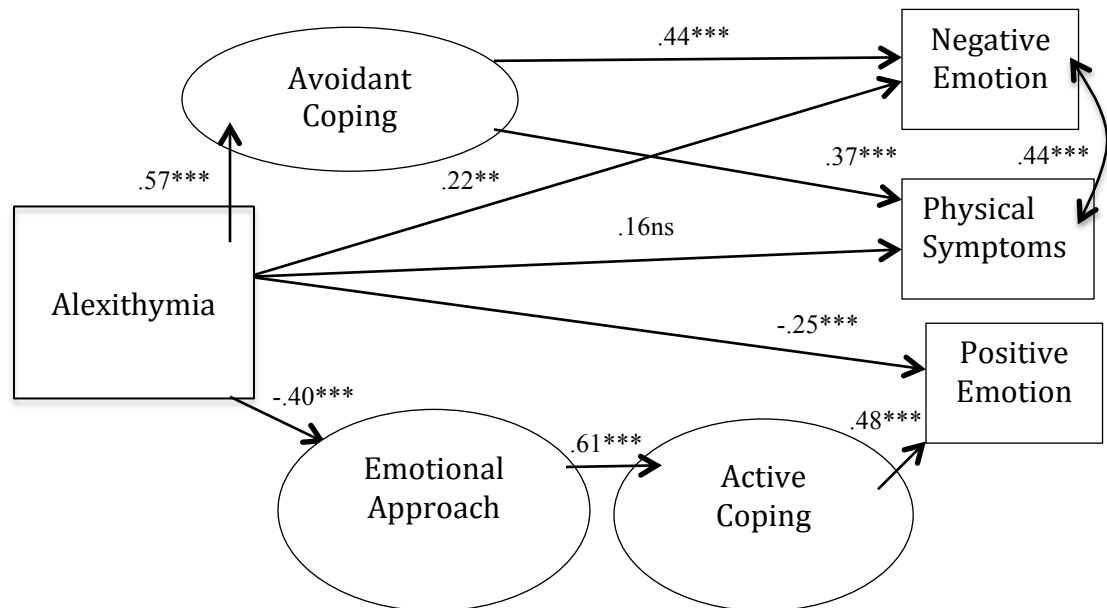 Negative
Emotion
.44***
Avoidant
Coping
.37***
.44***
.57***
.22**
Physical
Symptoms
.16ns
Alexithymia
-.25***
Positive
Emotion
-.40***
.48***
.61***
Emotional
Approach
Active
Coping